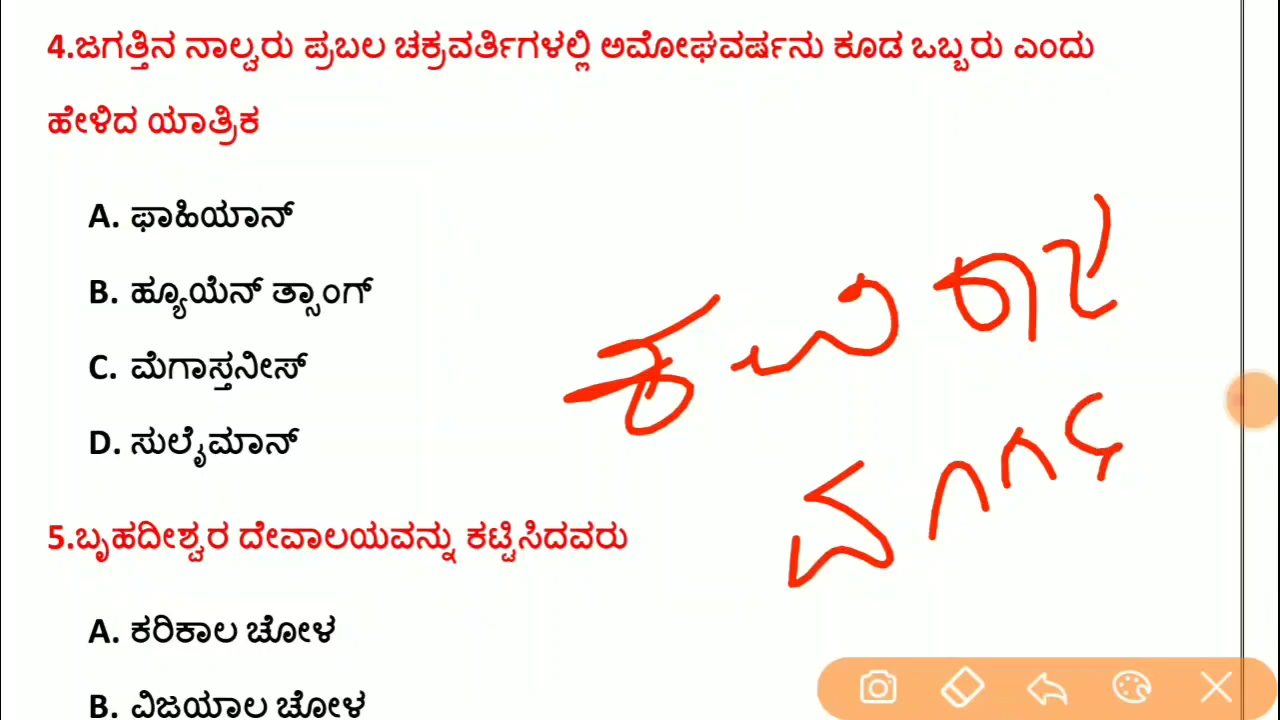 4.ಜಗತ್ತಿನ ನಾಲ್ವರು ಪ್ರಬಲ ಚಕ್ರವರ್ತಿಗಳಲ್ಲಿ ಅಮೋಘವರ್ಷನು ಕೂಡ ಒಬ್ಬರು ಎಂದು
ಹೇಳಿದ ಯಾತ್ರಿಕ
A. ಫಾಹಿಯಾನ್
B. ಹ್ಯೂಯೆನ್ ತ್ಸಾಂಗ್
C. ಮೆಗಾಸ್ತನೀಸ್
D. ಸುಲೈಮಾನ್
5.ಬೃಹದೀಶ್ವರ ದೇವಾಲಯವನ್ನು ಕಟ್ಟಿಸಿದವರು
A. ಕರಿಕಾಲ ಚೋಳ
B. ವಿಜಯಾಲ ಚೋಳ